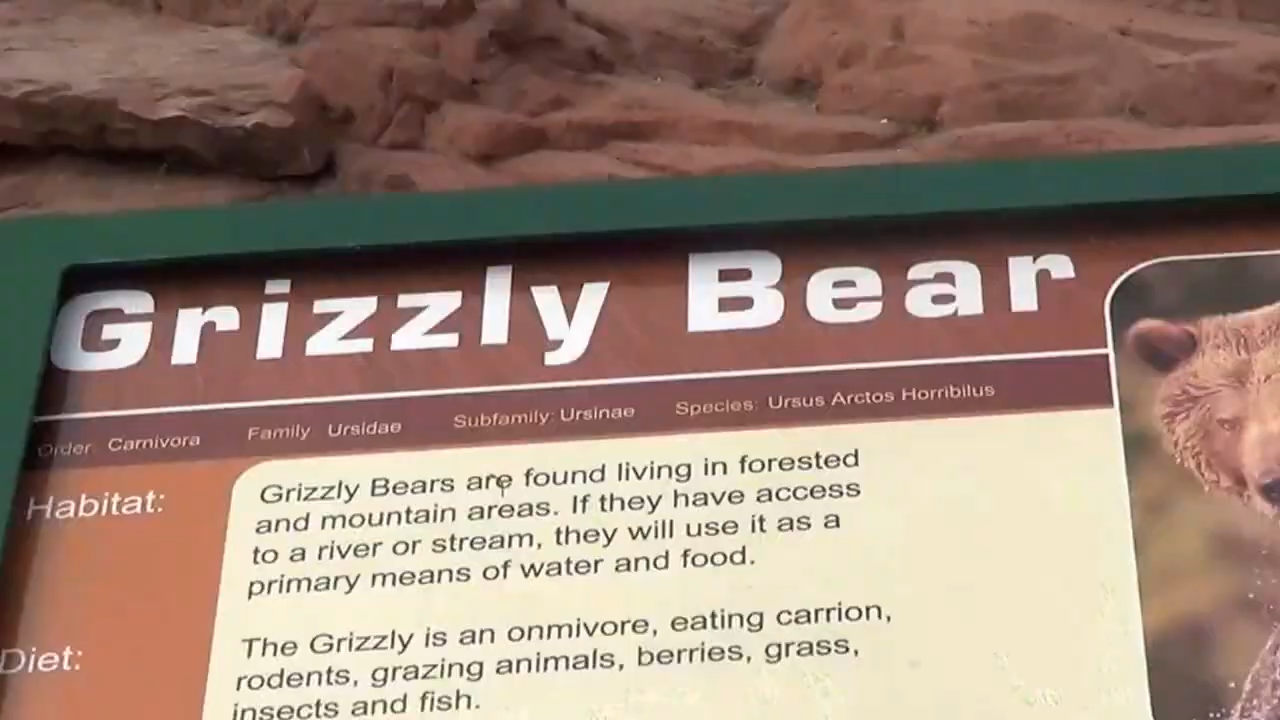 Grizzly Bear
Order: Carnivora Family Ursidae Subfamily: Ursinae Species: Ursus Arctos Horribilus
Habitat:
Grizzly Bears are found living in forested
and mountain areas. If they have access
to a river or stream, they will use it as a
primary means of water and food.
Diet:
The Grizzly is an onmivore, eating carrion,
rodents, grazing animals, berries, grass,
insects and fish.